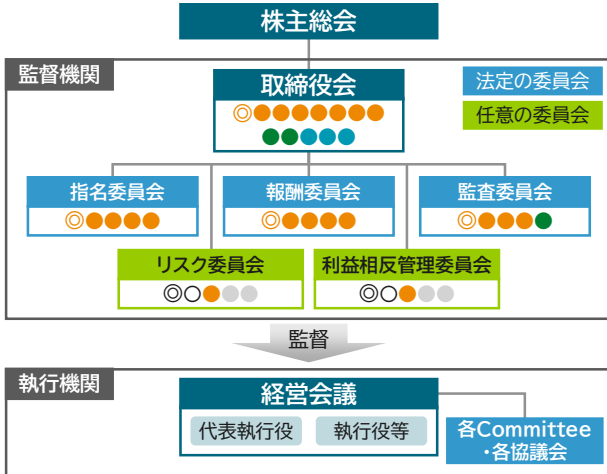 株主総会
監督機関
取締役会
法定の委員会
任意の委員会
指名委員会
報酬委員会
監査委員会
リスク委員会
利益相反管理委員会
監督
執行機関
経営会議
代表執行役
執行役等
各Committee
・各協議会